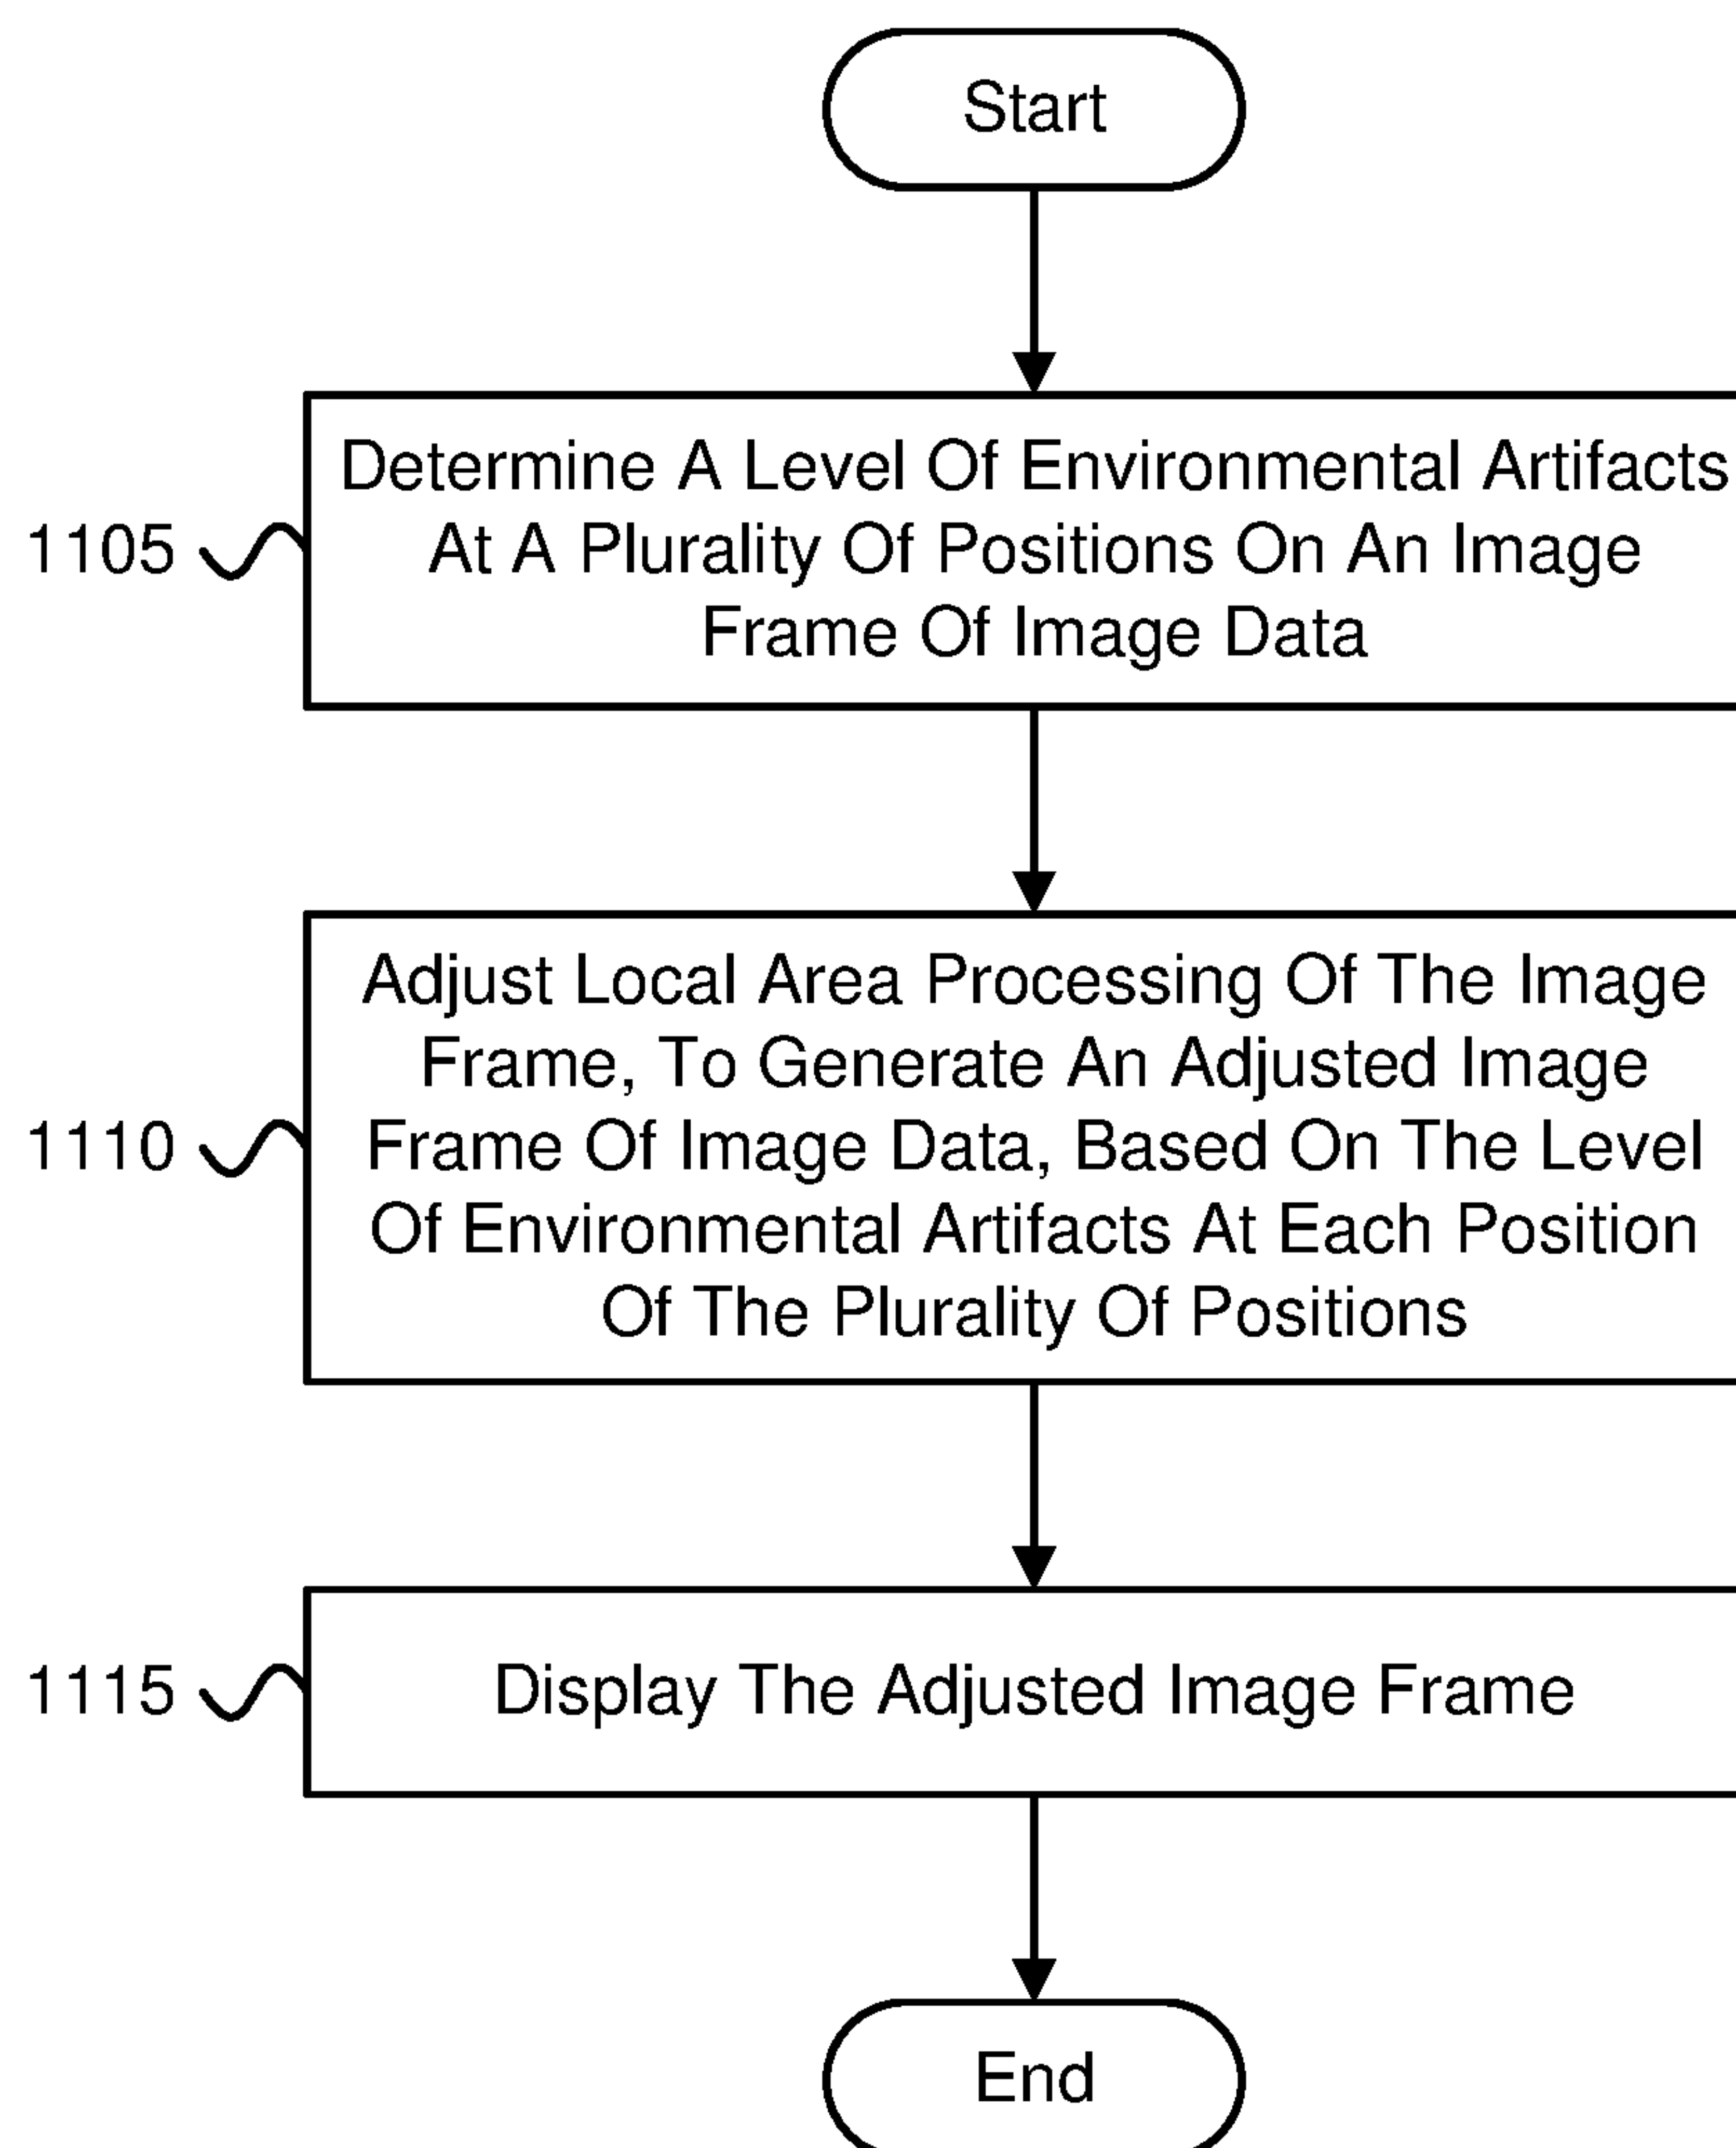 Start
Determine A Level Of Environmental Artifacts
At A Plurality Of Positions On An Image
Frame Of Image Data
1105
Adjust Local Area Processing Of The Image
Frame, To Generate An Adjusted Image
Frame Of Image Data, Based On The Level
Of Environmental Artifacts At Each Position
Of The Plurality Of Positions
1110
Display The Adjusted Image Frame
1115
End